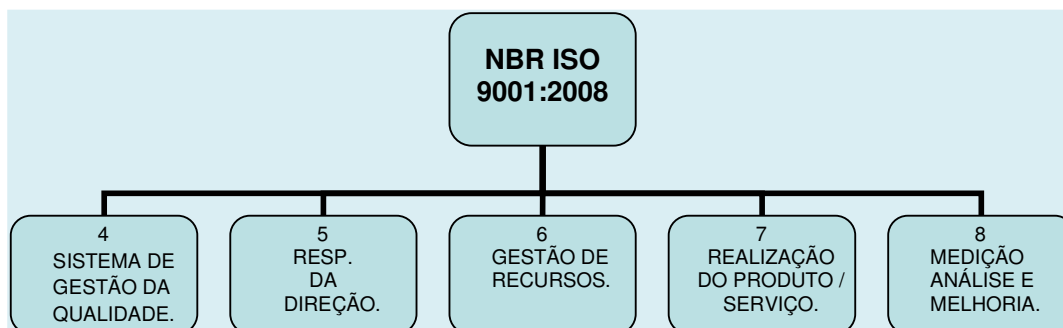 NBR ISO
9001:2008
4
SISTEMA DE
GESTÃO DA
QUALIDADE.
5
RESP.
DA
DIREÇÃO.
6
GESTÃO DE
RECURSOS.
7
REALIZAÇÃO
DO PRODUTO /
SERVIÇO.
8
MEDIÇÃO
ANÁLISE E
MELHORIA.